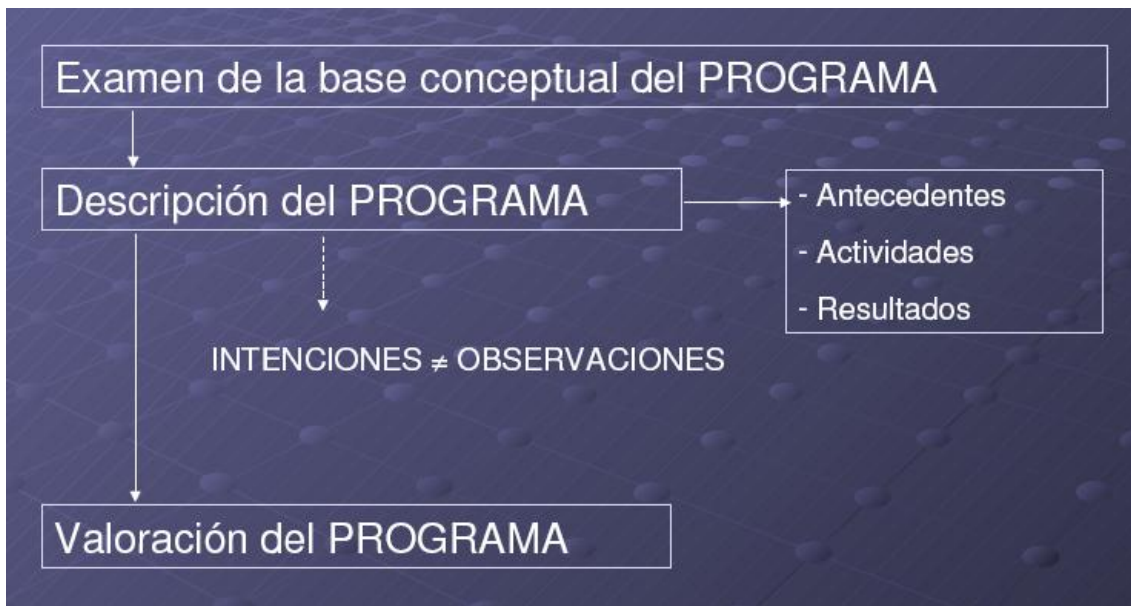 Examen de la base conceptual del PROGRAMA
Descripción del PROGRAMA
- Antecedentes
- Actividades
- Resultados
INTENCIONES ≠ OBSERVACIONES
Valoración del PROGRAMA